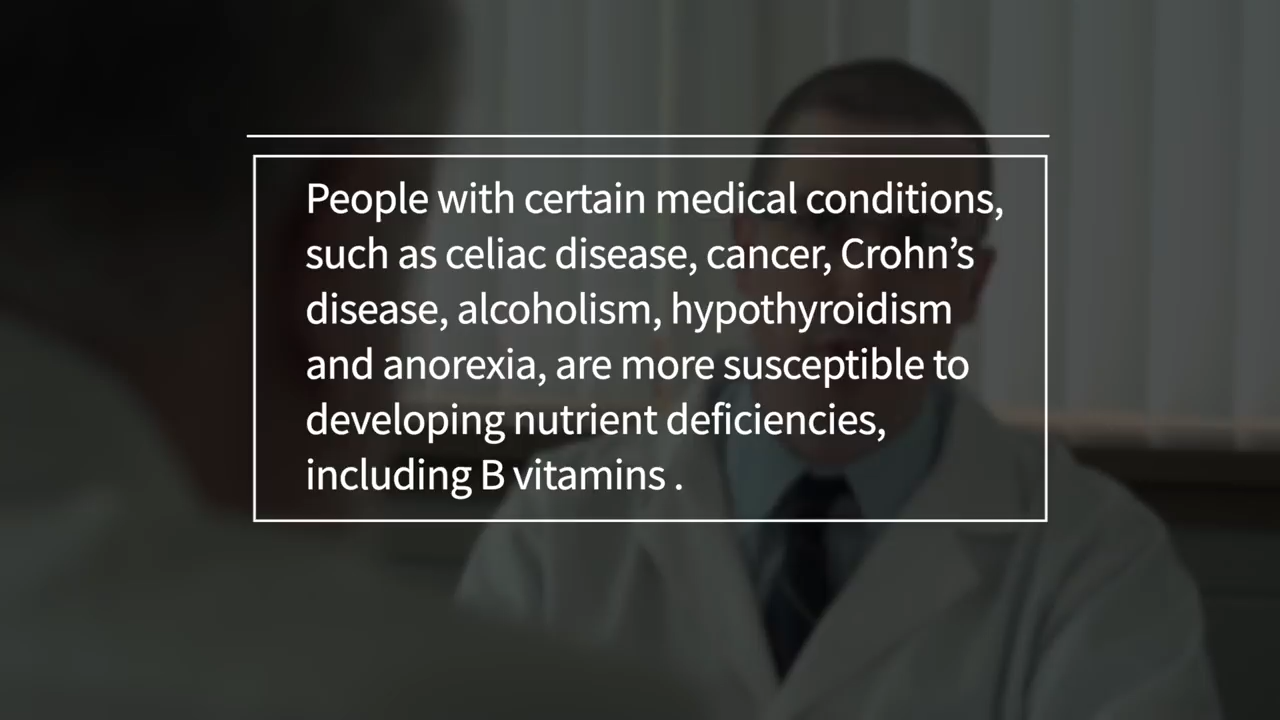 People with certain medical conditions,
such as celiac disease, cancer, Crohn’s
disease, alcoholism, hypothyroidism
and anorexia, are more susceptible to
developing nutrient deficiencies,
including B vitamins .